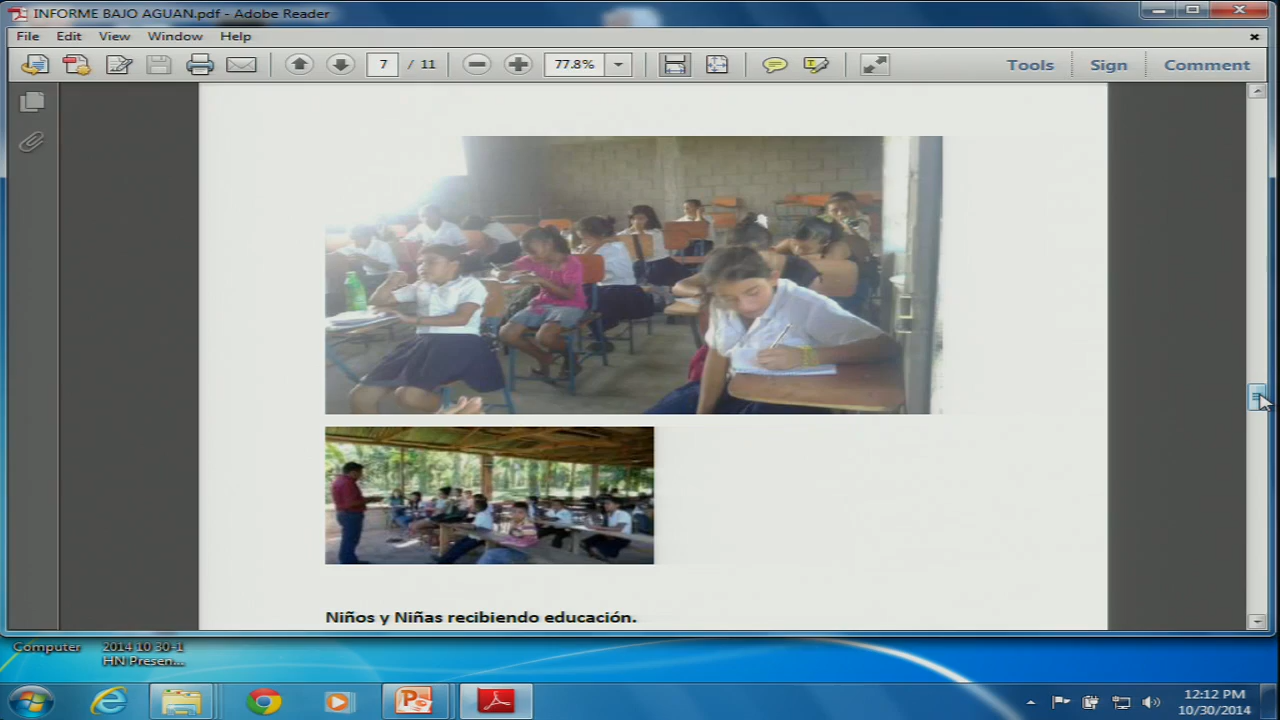 INFORME BAJO AGUAN.pdf - Adobe Reader
File Edit View Window Help
7 / 11 77.8% Tools Sign Comment
Niños y Niñas recibiendo educación.
Computer
2014 10 30-1
HN Presen...
12:12 PM
10/30/2014